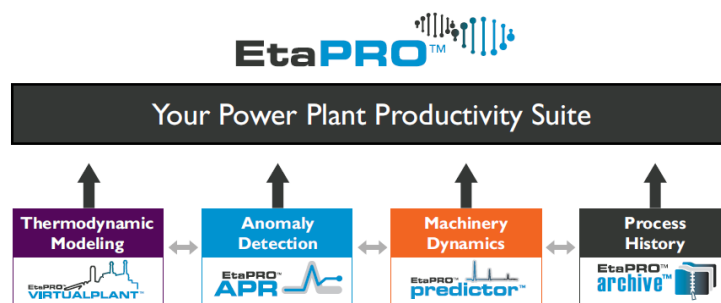 EtaPRO™
Your Power Plant Productivity Suite
Thermodynamic
Modeling
EtaPRO™
VIRTUALPLANT™
Anomaly
Detection
EtaPRO™
APR
Machinery
Dynamics
EtaPRO™
predictor™
Process
History
EtaPRO™
archive™